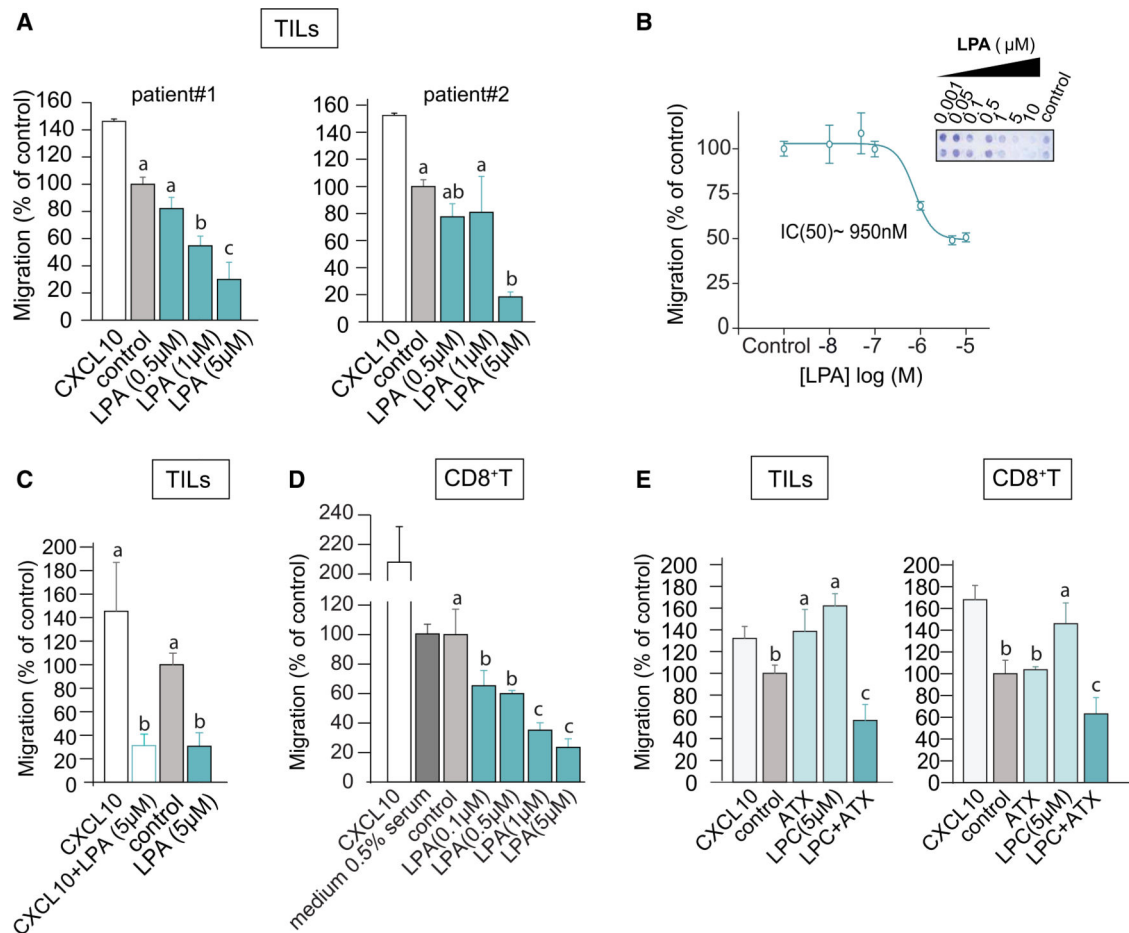 A
TILs
patient#1
Migration (% of control)
160
140
120
100
80
60
40
20
0
a
a
b
c
CXCL10
control
LPA (0.5µM)
LPA (1µM)
LPA (5µM)
patient#2
160
140
120
100
80
60
40
20
0
a
ab
a
b
CXCL10
control
LPA (0.5µM)
LPA (1µM)
LPA (5µM)
B
LPA ( µM)
0.001
0.05
0.1
0.5
1
5
10
control
Migration (% of control)
100
75
50
25
0
IC(50)~ 950nM
Control -8 -7 -6 -5
[LPA] log (M)
C
TILs
Migration (% of control)
200
180
160
140
120
100
80
60
40
20
0
a
b
a
b
CXCL10
CXCL10+LPA (5µM)
control
LPA (5µM)
D
CD8⁺T
Migration (% of control)
240
220
200
100
80
60
40
20
0
a
b
b
c
c
CXCL10
medium 0.5% serum
control
LPA(0.1µM)
LPA(0.5µM)
LPA(1µM)
LPA(5µM)
E
TILs
Migration (% of control)
200
180
160
140
120
100
80
60
40
20
0
b
a
a
c
CXCL10
control
ATX
LPC(5µM)
LPC+ATX
CD8⁺T
Migration (% of control)
200
180
160
140
120
100
80
60
40
20
0
b
b
a
c
CXCL10
control
ATX
LPC(5µM)
LPC+ATX